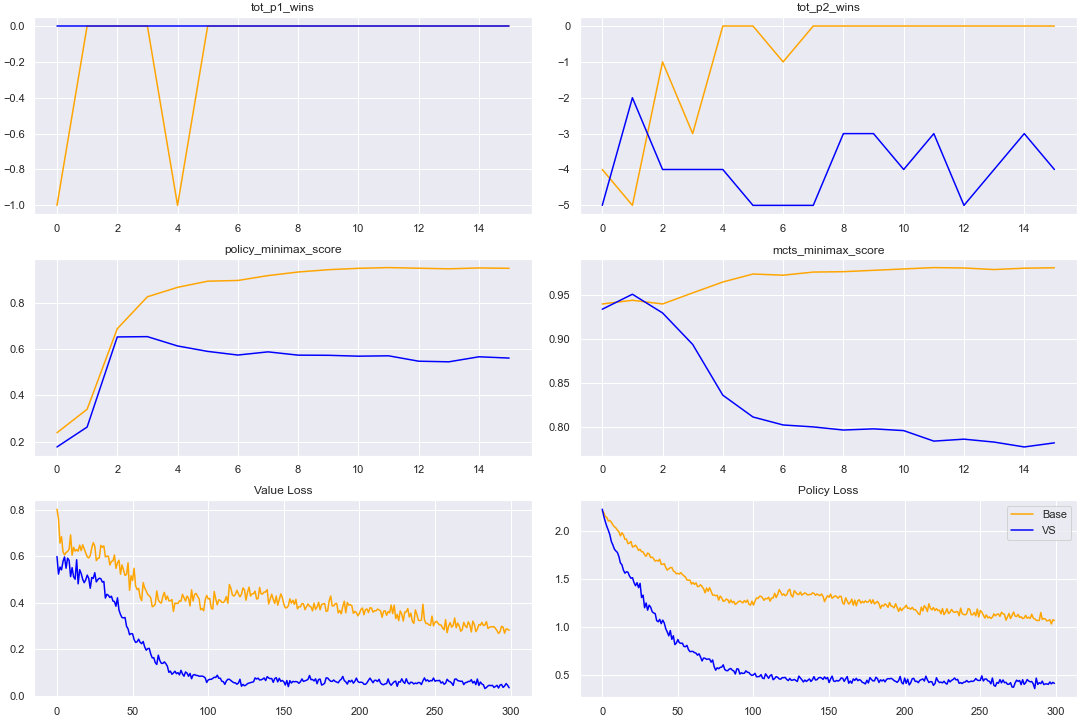 tot_p1_wins
0.0
−0.2
−0.4
−0.6
−0.8
−1.0
0 2 4 6 8 10 12 14
tot_p2_wins
0
−1
−2
−3
−4
−5
0 2 4 6 8 10 12 14
policy_minimax_score
0.8
0.6
0.4
0.2
0 2 4 6 8 10 12 14
mcts_minimax_score
0.95
0.90
0.85
0.80
0 2 4 6 8 10 12 14
Value Loss
0.8
0.6
0.4
0.2
0.0
0 50 100 150 200 250 300
Policy Loss
Base
VS
2.0
1.5
1.0
0.5
0 50 100 150 200 250 300